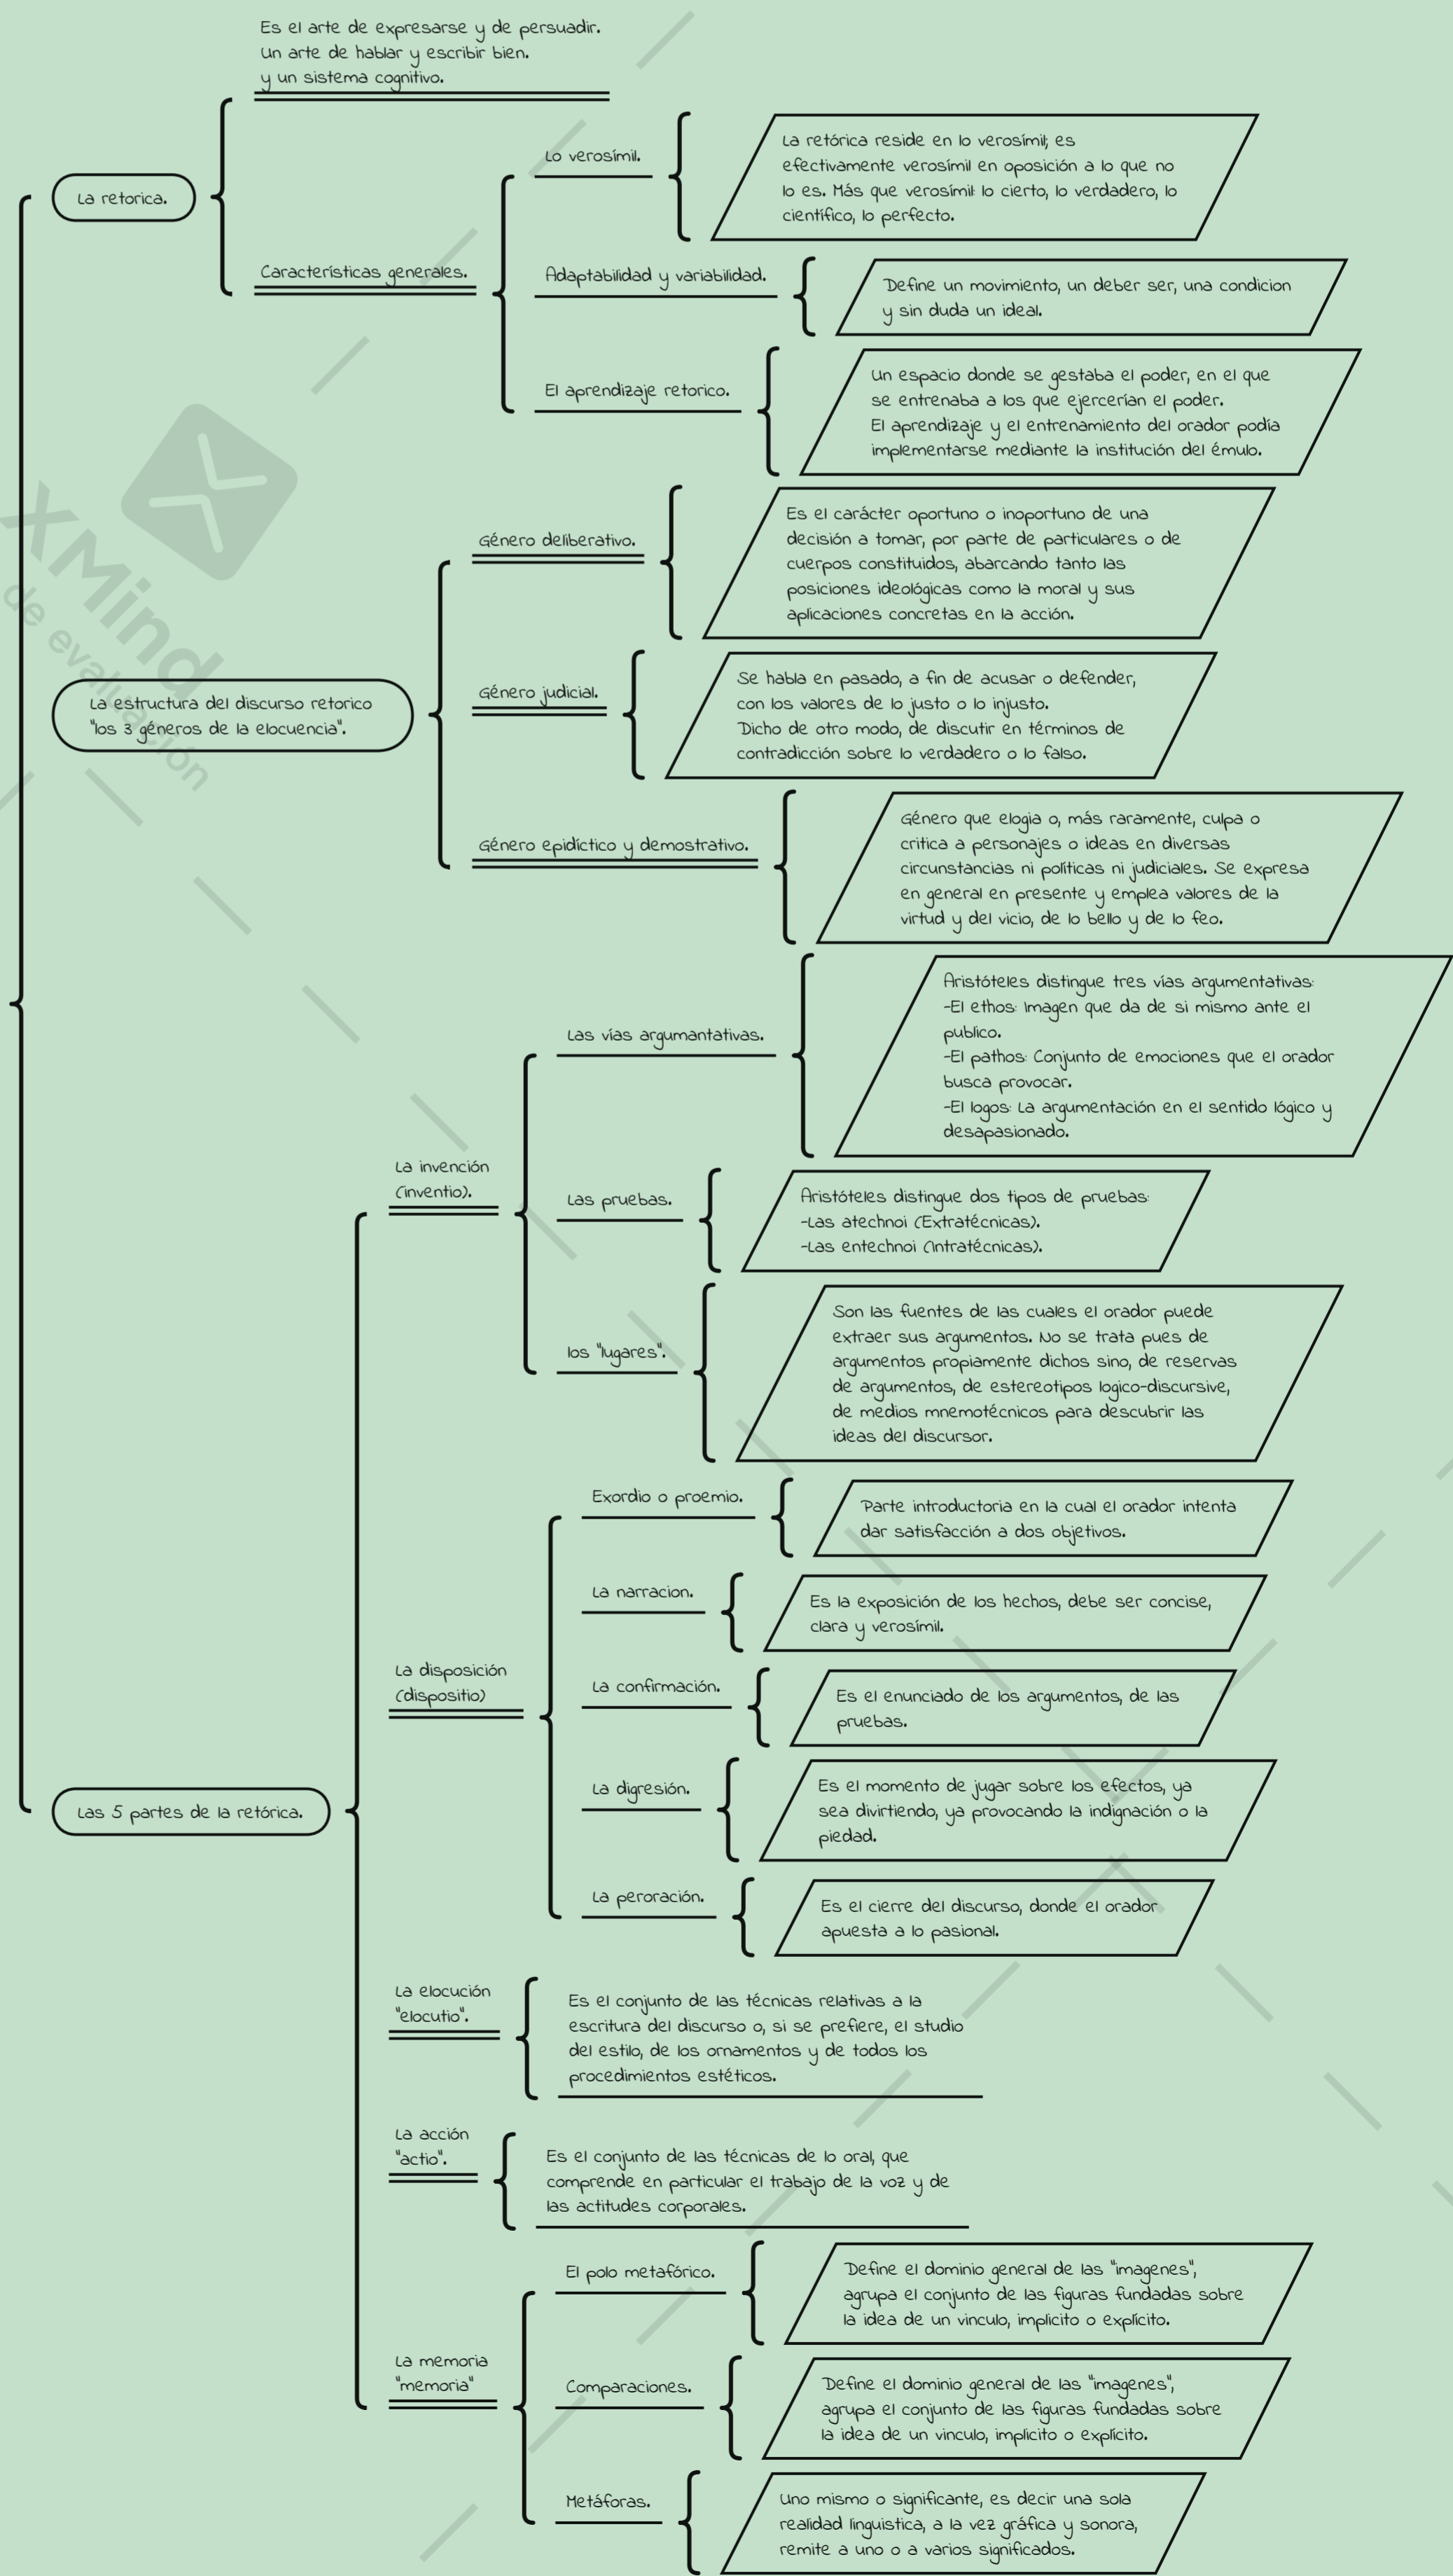 Es el arte de expresarse y de persuadir.
Un arte de hablar y escribir bien.
y un sistema cognitivo.
La retorica.
Características generales.
Lo verosímil.
La retórica reside en lo verosímil; es
efectivamente verosímil en oposición a lo que no
lo es. Más que verosímil: lo cierto, lo verdadero, lo
científico, lo perfecto.
Adaptabilidad y variabilidad.
Define un movimiento, un deber ser, una condicion
y sin duda un ideal.
El aprendizaje retorico.
Un espacio donde se gestaba el poder, en el que
se entrenaba a los que ejercerían el poder.
El aprendizaje y el entrenamiento del orador podía
implementarse mediante la institución del émulo.
XMind
de evaluación
La estructura del discurso retorico
"los 3 géneros de la elocuencia".
Género deliberativo.
Es el carácter oportuno o inoportuno de una
decisión a tomar, por parte de particulares o de
cuerpos constituidos, abarcando tanto las
posiciones ideológicas como la moral y sus
aplicaciones concretas en la acción.
Género judicial.
Se habla en pasado, a fin de acusar o defender,
con los valores de lo justo o lo injusto.
Dicho de otro modo, de discutir en términos de
contradicción sobre lo verdadero o lo falso.
Género epidíctico y demostrativo.
Género que elogia o, más raramente, culpa o
critica a personajes o ideas en diversas
circunstancias ni políticas ni judiciales. Se expresa
en general en presente y emplea valores de la
virtud y del vicio, de lo bello y de lo feo.
Las 5 partes de la retórica.
La invención
(inventio).
Las vías argumantativas.
Aristóteles distingue tres vías argumentativas:
-El ethos: Imagen que da de si mismo ante el
publico.
-El pathos: Conjunto de emociones que el orador
busca provocar.
-El logos: La argumentación en el sentido lógico y
desapasionado.
Las pruebas.
Aristóteles distingue dos tipos de pruebas:
-Las atechnoi (Extratécnicas).
-Las entechnoi (Intratécnicas).
los "lugares".
Son las fuentes de las cuales el orador puede
extraer sus argumentos. No se trata pues de
argumentos propiamente dichos sino, de reservas
de argumentos, de estereotipos logico-discursive,
de medios mnemotécnicos para descubrir las
ideas del discursor.
La disposición
(dispositio)
Exordio o proemio.
Parte introductoria en la cual el orador intenta
dar satisfacción a dos objetivos.
La narracion.
Es la exposición de los hechos, debe ser concise,
clara y verosímil.
La confirmación.
Es el enunciado de los argumentos, de las
pruebas.
La digresión.
Es el momento de jugar sobre los efectos, ya
sea divirtiendo, ya provocando la indignación o la
piedad.
La peroración.
Es el cierre del discurso, donde el orador
apuesta a lo pasional.
La elocución
"elocutio".
Es el conjunto de las técnicas relativas a la
escritura del discurso o, si se prefiere, el studio
del estilo, de los ornamentos y de todos los
procedimientos estéticos.
La acción
"actio".
Es el conjunto de las técnicas de lo oral, que
comprende en particular el trabajo de la voz y de
las actitudes corporales.
La memoria
"memoria"
El polo metafórico.
Define el dominio general de las "imagenes",
agrupa el conjunto de las figuras fundadas sobre
la idea de un vinculo, implicito o explícito.
Comparaciones.
Define el dominio general de las "imagenes",
agrupa el conjunto de las figuras fundadas sobre
la idea de un vinculo, implicito o explícito.
Metáforas.
Uno mismo o significante, es decir una sola
realidad linguistica, a la vez gráfica y sonora,
remite a uno o a varios significados.